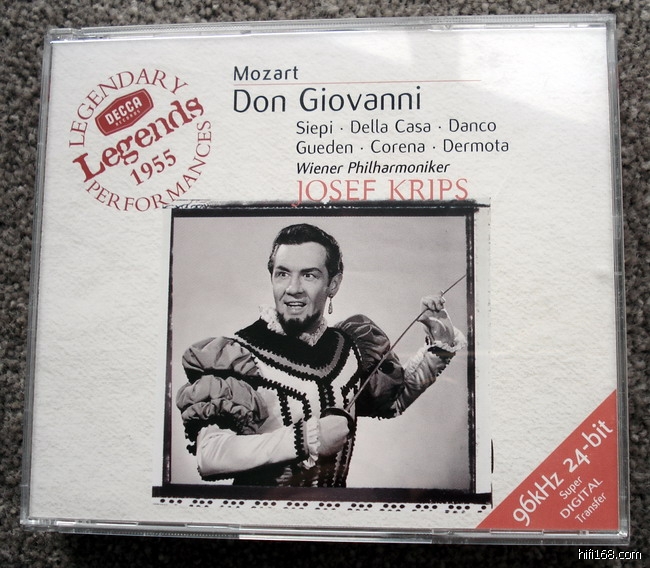 LEGENDARY
DECCA
RECORDS
Legends
1955
PERFORMANCES
Mozart
Don Giovanni
Siepi · Della Casa · Danco
Gueden · Corena · Dermota
Wiener Philharmoniker
JOSEF KRIPS
96kHz 24-bit
Super
DIGITAL
Transfer
hifi168.com